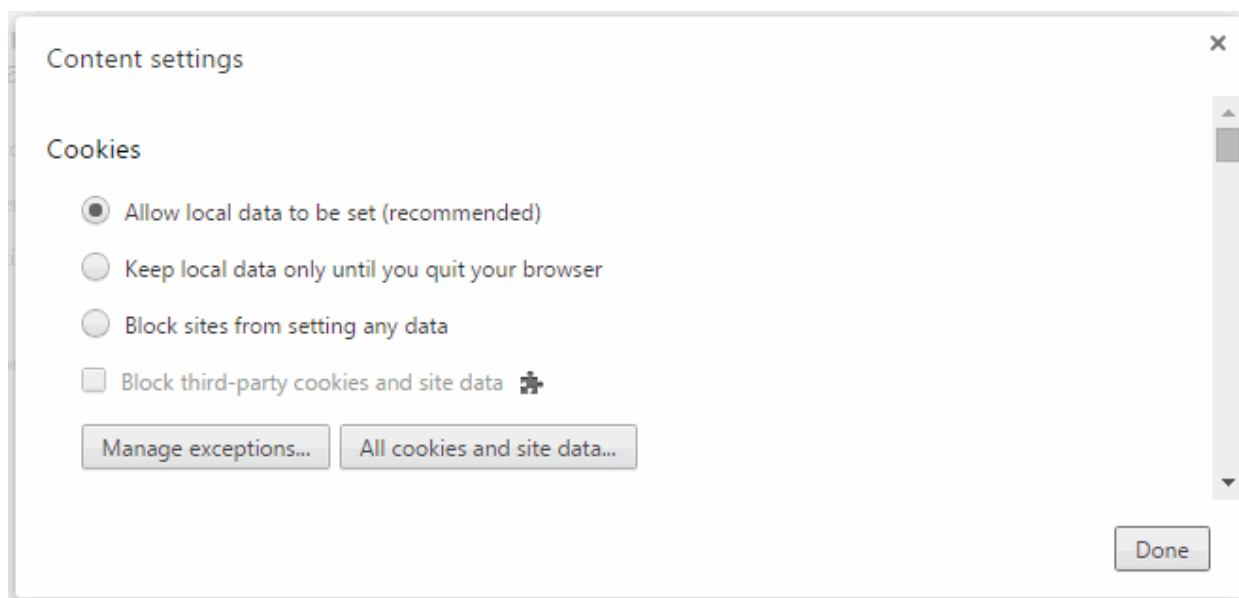 Content settings
Cookies
Allow local data to be set (recommended)
Keep local data only until you quit your browser
Block sites from setting any data
Block third-party cookies and site data
Manage exceptions... All cookies and site data...
Done